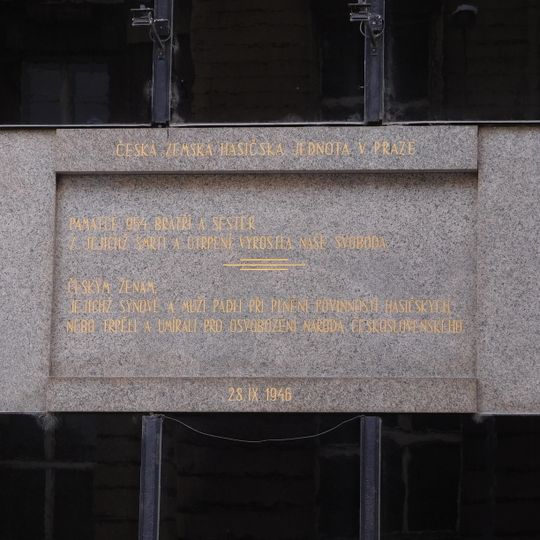 ČESKÁ ZEMSKÁ HASIČSKÁ JEDNOTA V PRAZE
PAMÁTCE 954 BRATŘÍ A SESTER
Z JEJICHŽ SMRTI A UTRPENÍ VYROSTLA NAŠE SVOBODA
ČESKÝM ŽENÁM,
JEJICHŽ SYNOVÉ A MUŽI PADLI PŘI PLNĚNÍ POVINNOSTÍ HASIČSKÝCH,
NEBO TRPĚLI A UMÍRALI PRO OSVOBOZENÍ NÁRODA ČESKOSLOVENSKÉHO.
28 IX 1946